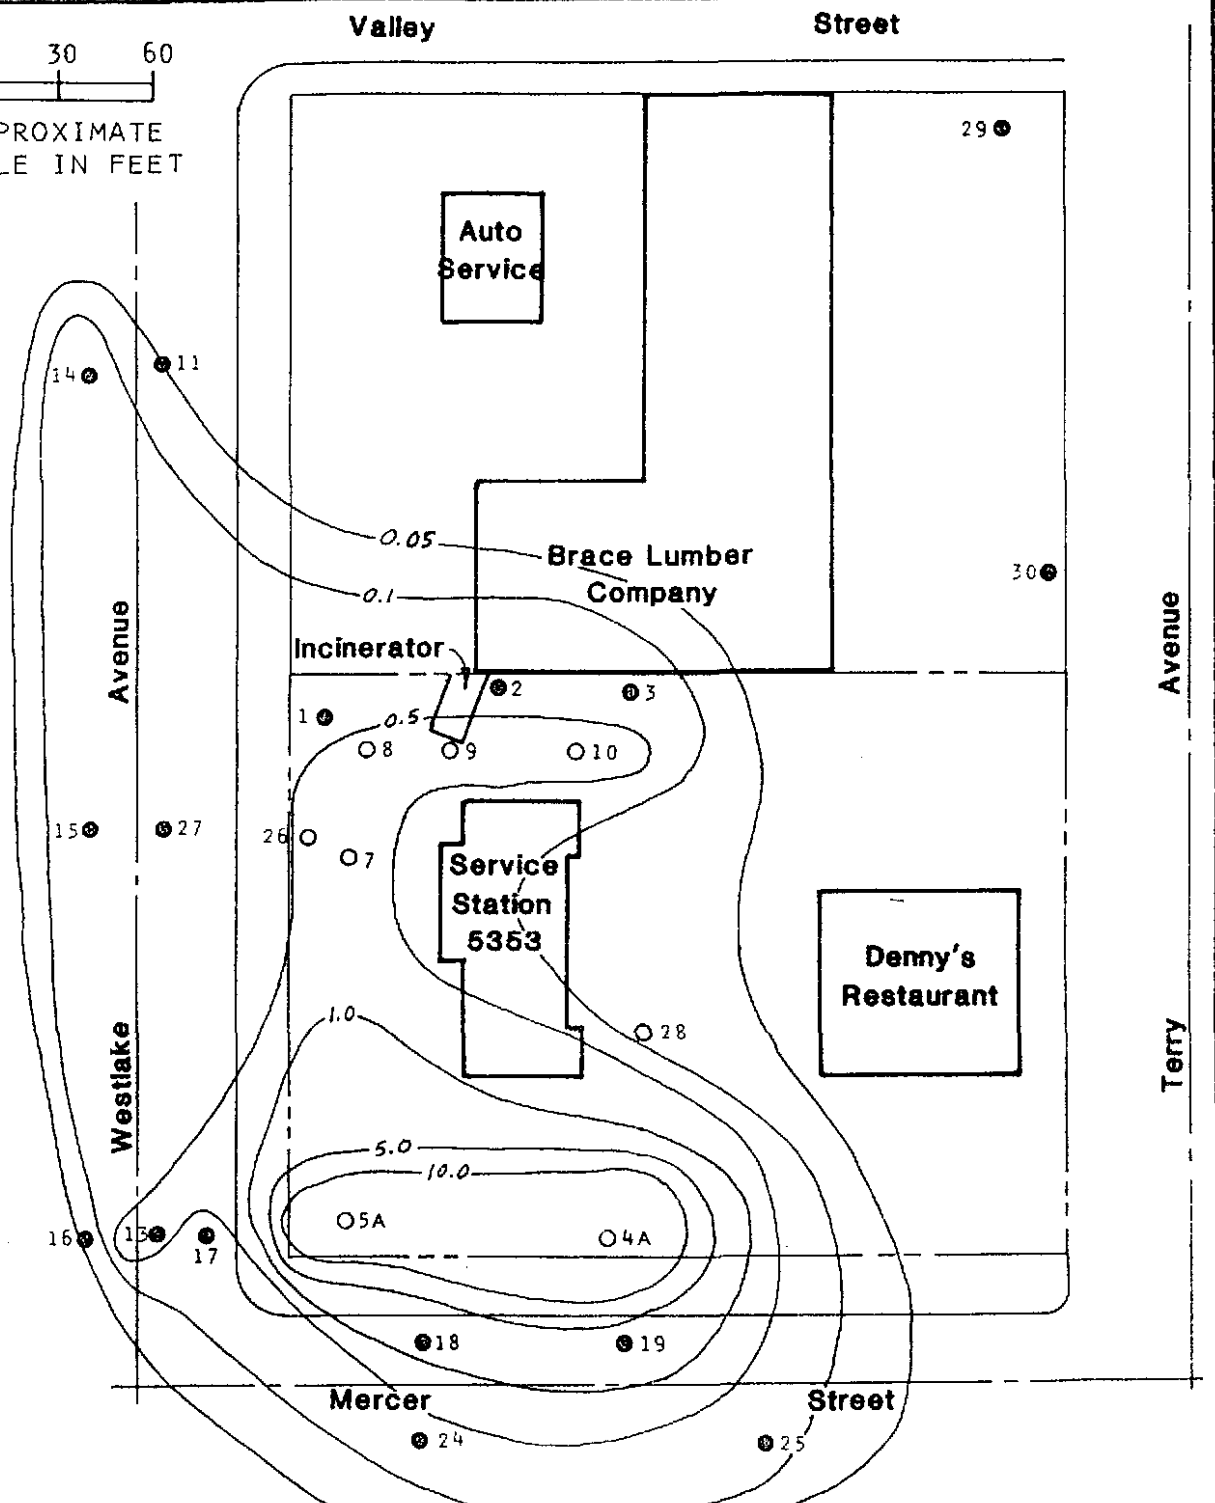 Valley Street
30 60
PROXIMATE
LE IN FEET
29
Auto
Service
11
14
0.05
Brace Lumber
Company
0.1
30
Avenue
Avenue
Incinerator
2
3
1
0.5
8
9
10
15
27
26
7
Service
Station
5353
Denny's
Restaurant
1.0
28
Westlake
Terry
5.0
10.0
5A
4A
16
13
17
18
19
Mercer Street
24
25